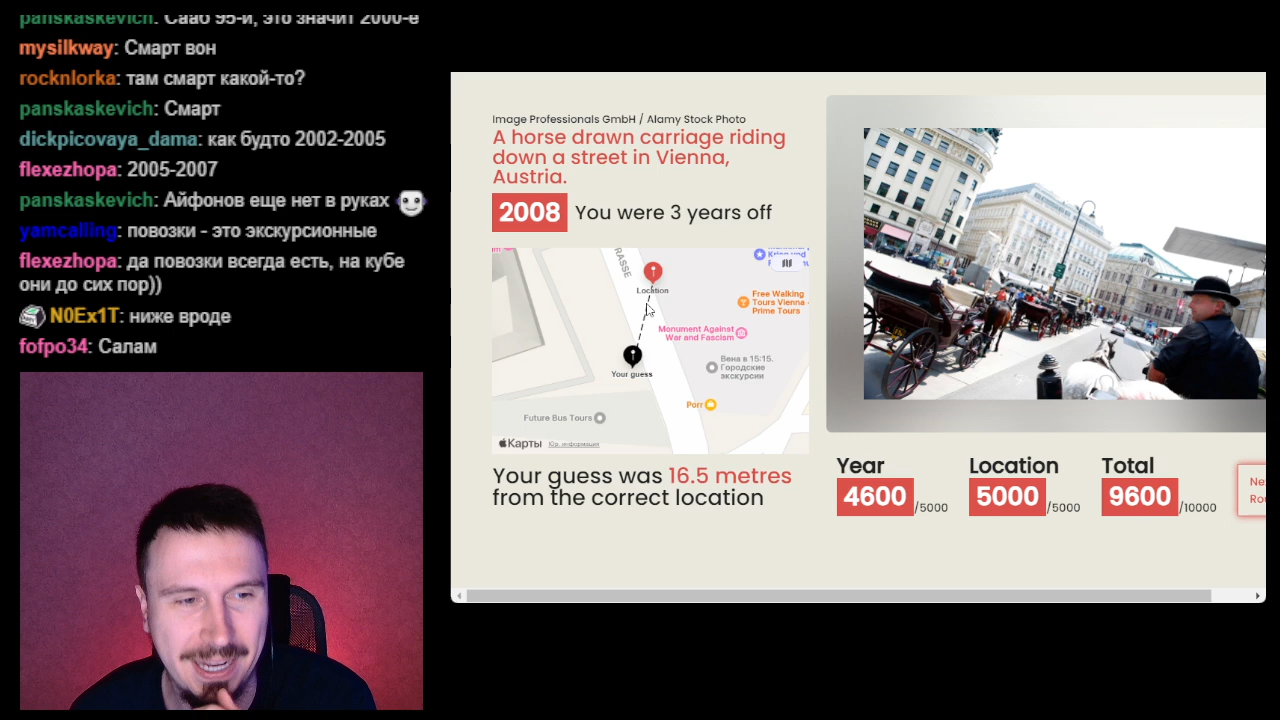 panskaskevich: Сааб 95-й, это значит 2000-е
mysilkway: Смарт вон
rocknlorka: там смарт какой-то?
panskaskevich: Смарт
dickpicovaya_dama: как будто 2002-2005
flexezhopa: 2005-2007
panskaskevich: Айфонов еще нет в руках
yamcalling: повозки - это экскурсионные
flexezhopa: да повозки всегда есть, на кубе
они до сих пор))
N0Ex1T: ниже вроде
fofpo34: Салам
Image Professionals GmbH / Alamy Stock Photo
A horse drawn carriage riding
down a street in Vienna,
Austria.
2008 You were 3 years off
RASSE
Location
Your guess
Free Walking
Tours Vienna -
Prime Tours
Monument Against
War and Fascism
Вена в 15:15.
Городские
экскурсии
Porr
Future Bus Tours
Карты
Юр. информация
Your guess was 16.5 metres
from the correct location
Year
4600 /5000
Location
5000 /5000
Total
9600 /10000